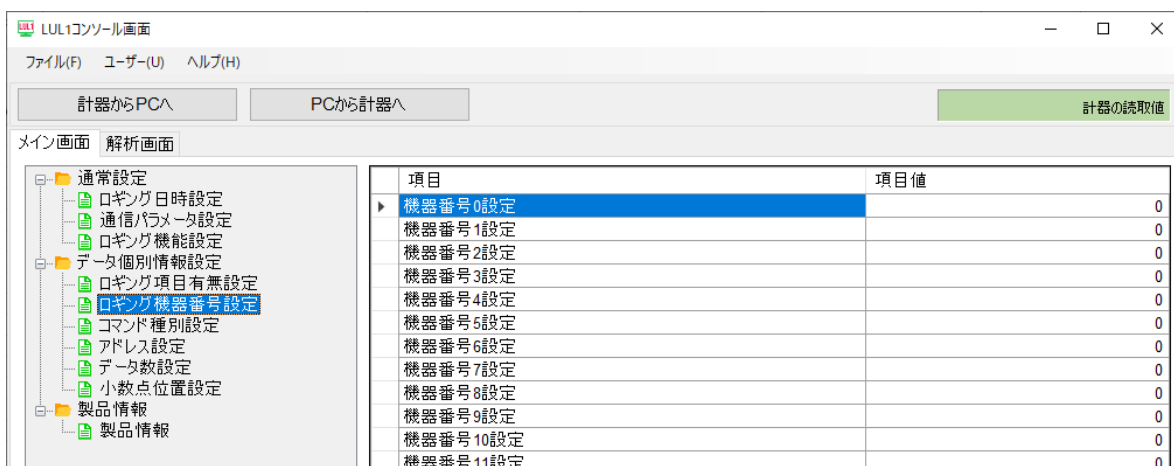 LUL1コンソール画面
ファイル(F) ユーザー(U) ヘルプ(H)
計器からPCへ PCから計器へ 計器の読取値
メイン画面 解析画面
通常設定
ロギング日時設定
通信パラメータ設定
ロギング機能設定
データ個別情報設定
ロギング項目有無設定
ロギング機器番号設定
コマンド種別設定
アドレス設定
データ数設定
小数点位置設定
製品情報
製品情報
項目 項目値
機器番号0設定 0
機器番号1設定 0
機器番号2設定 0
機器番号3設定 0
機器番号4設定 0
機器番号5設定 0
機器番号6設定 0
機器番号7設定 0
機器番号8設定 0
機器番号9設定 0
機器番号10設定 0
機器番号11設定 0